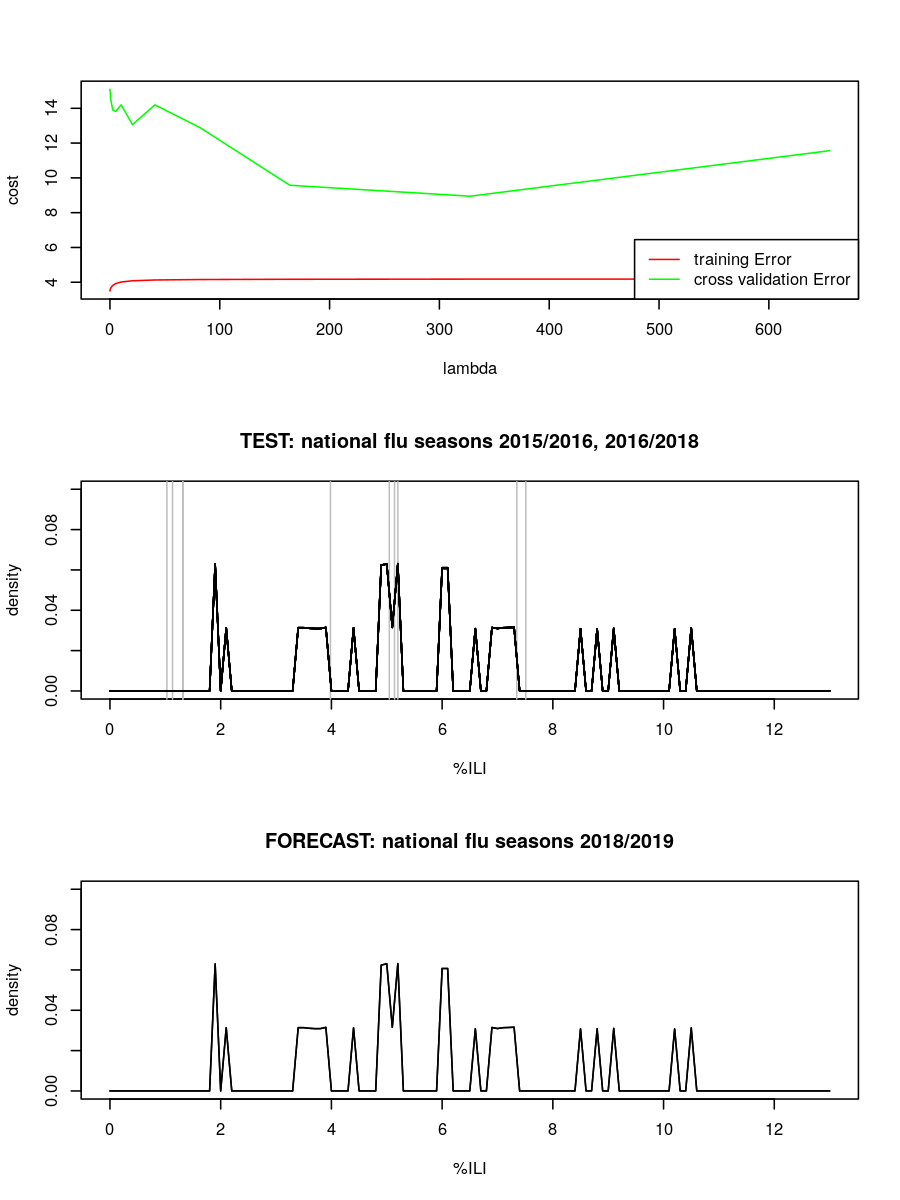 14
12
10
8
6
4
cost
training Error
cross validation Error
0 100 200 300 400 500 600
lambda
TEST: national flu seasons 2015/2016, 2016/2018
0.08
0.04
0.00
density
0 2 4 6 8 10 12
%ILI
FORECAST: national flu seasons 2018/2019
0.08
0.04
0.00
density
0 2 4 6 8 10 12
%ILI